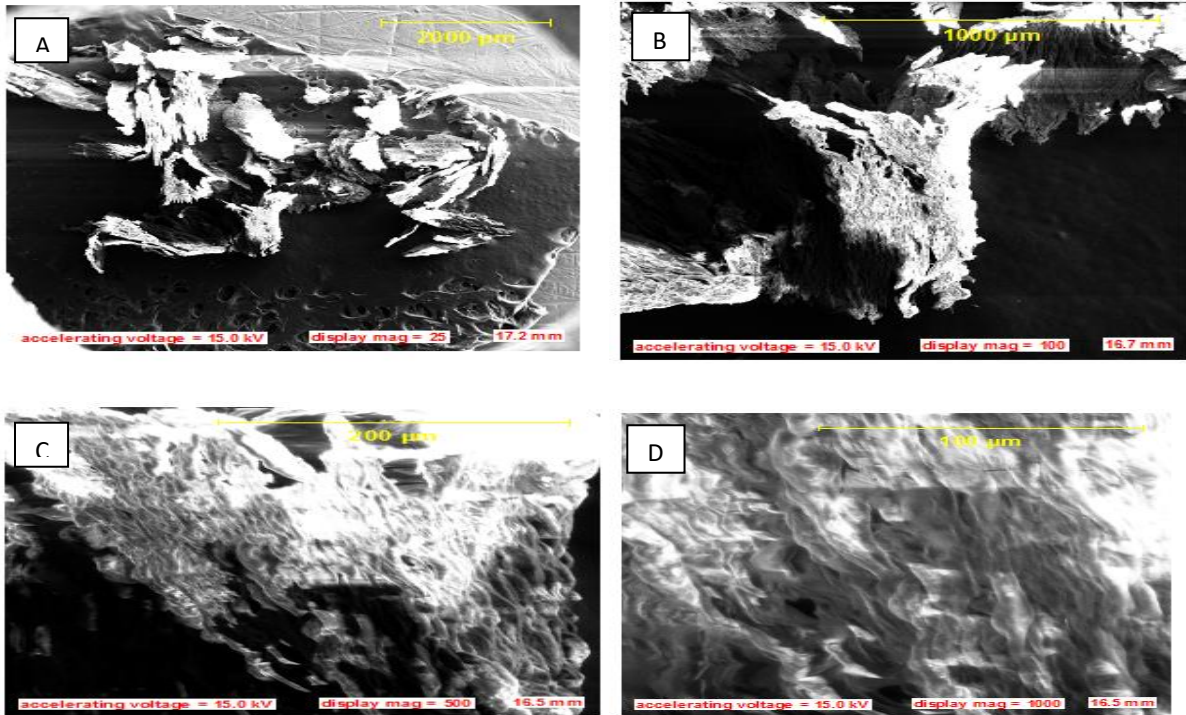 A
2000 µm
accelerating voltage = 15.0 kV display mag = 25 17.2 mm
B
1000 µm
accelerating voltage = 15.0 kV display mag = 100 16.7 mm
C
200 µm
accelerating voltage = 15.0 kV display mag = 500 16.5 mm
D
100 µm
accelerating voltage = 15.0 kV display mag = 1000 16.5 mm